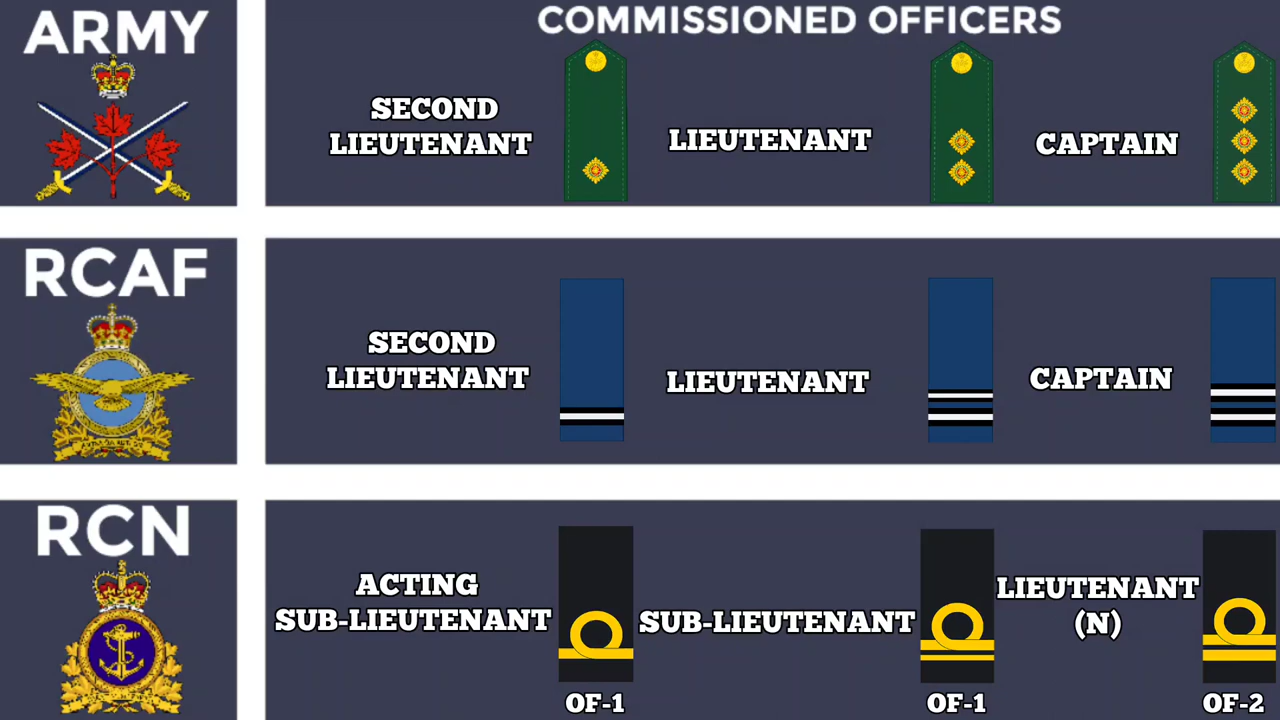 ARMY
COMMISSIONED OFFICERS
SECOND
LIEUTENANT
LIEUTENANT
CAPTAIN
RCAF
SECOND
LIEUTENANT
LIEUTENANT
CAPTAIN
RCN
ACTING
SUB-LIEUTENANT
SUB-LIEUTENANT
LIEUTENANT
(N)
OF-1
OF-1
OF-2